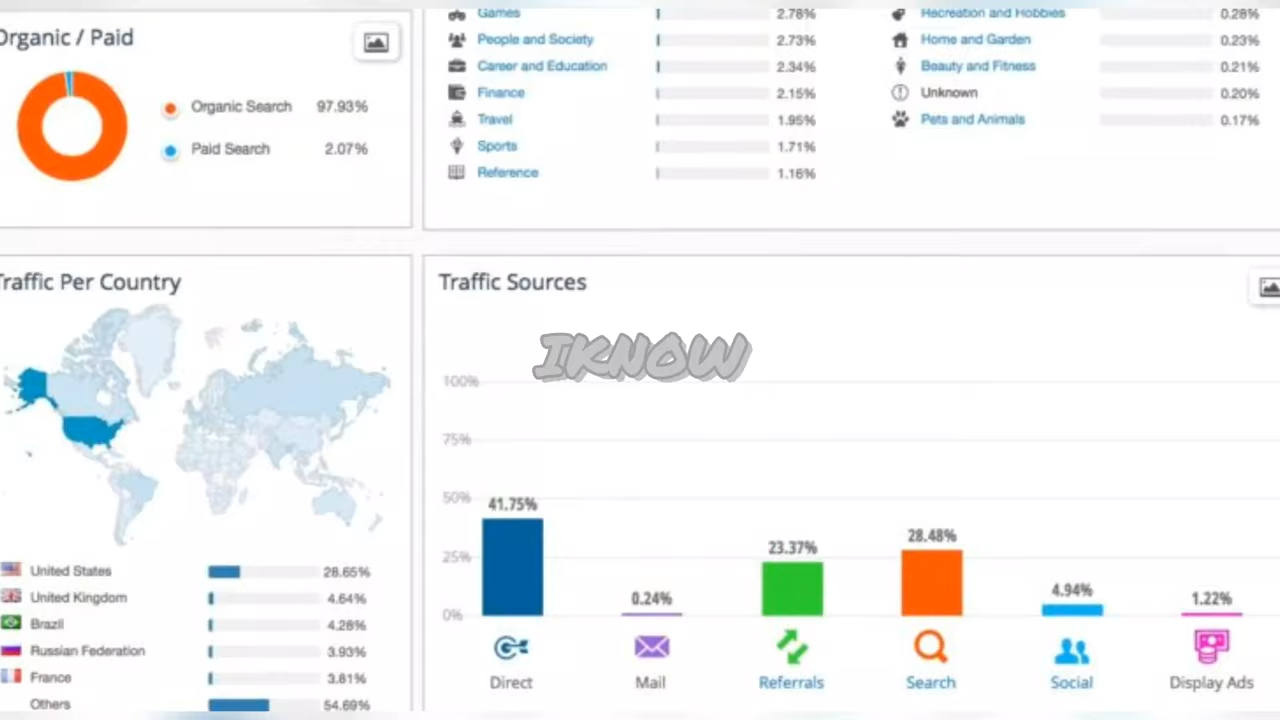 Organic / Paid
Organic Search 97.93%
Paid Search 2.07%
Games 2.78%
People and Society 2.73%
Career and Education 2.34%
Finance 2.15%
Travel 1.95%
Sports 1.71%
Reference 1.16%
Recreation and Hobbies 0.28%
Home and Garden 0.23%
Beauty and Fitness 0.21%
Unknown 0.20%
Pets and Animals 0.17%
Traffic Per Country
United States 28.65%
United Kingdom 4.64%
Brazil 4.28%
Russian Federation 3.93%
France 3.81%
Others 54.69%
Traffic Sources
IKNOW
100%
75%
50%
25%
0%
41.75%
0.24%
23.37%
28.48%
4.94%
1.22%
Direct
Mail
Referrals
Search
Social
Display Ads